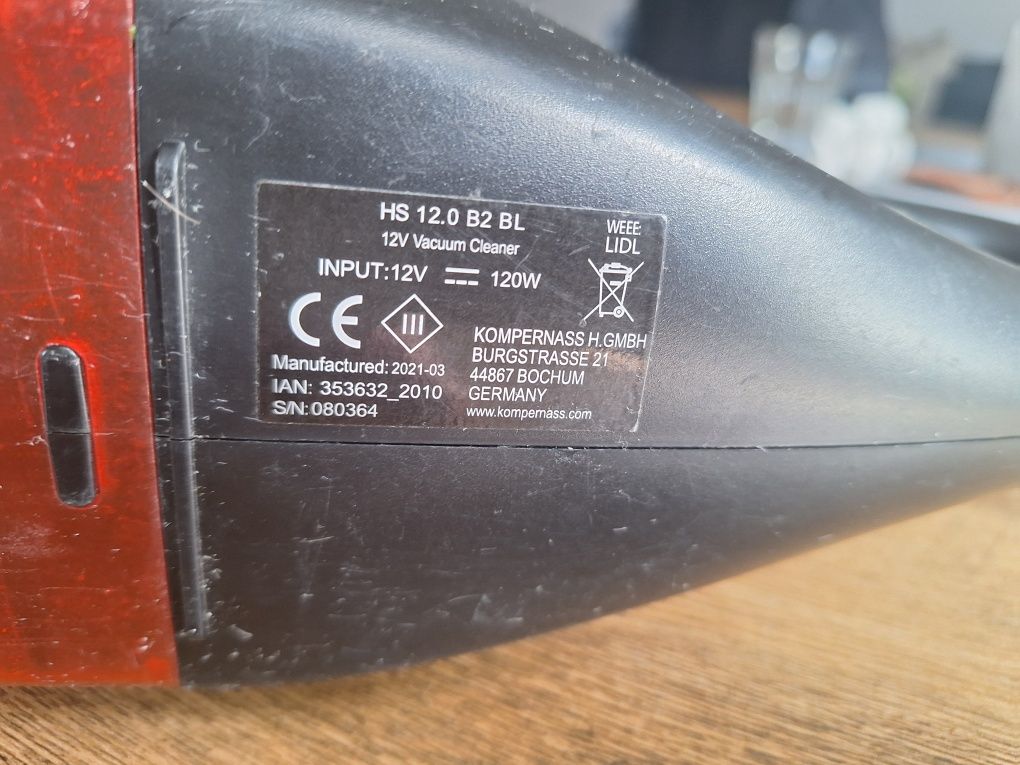 HS 12.0 B2 BL
12V Vacuum Cleaner
INPUT:12V 120W
WEEE:
LIDL
CE
III
Manufactured: 2021-03
IAN: 353632_2010
S/N: 080364
KOMPERNASS H.GMBH
BURGSTRASSE 21
44867 BOCHUM
GERMANY
www.kompernass.com